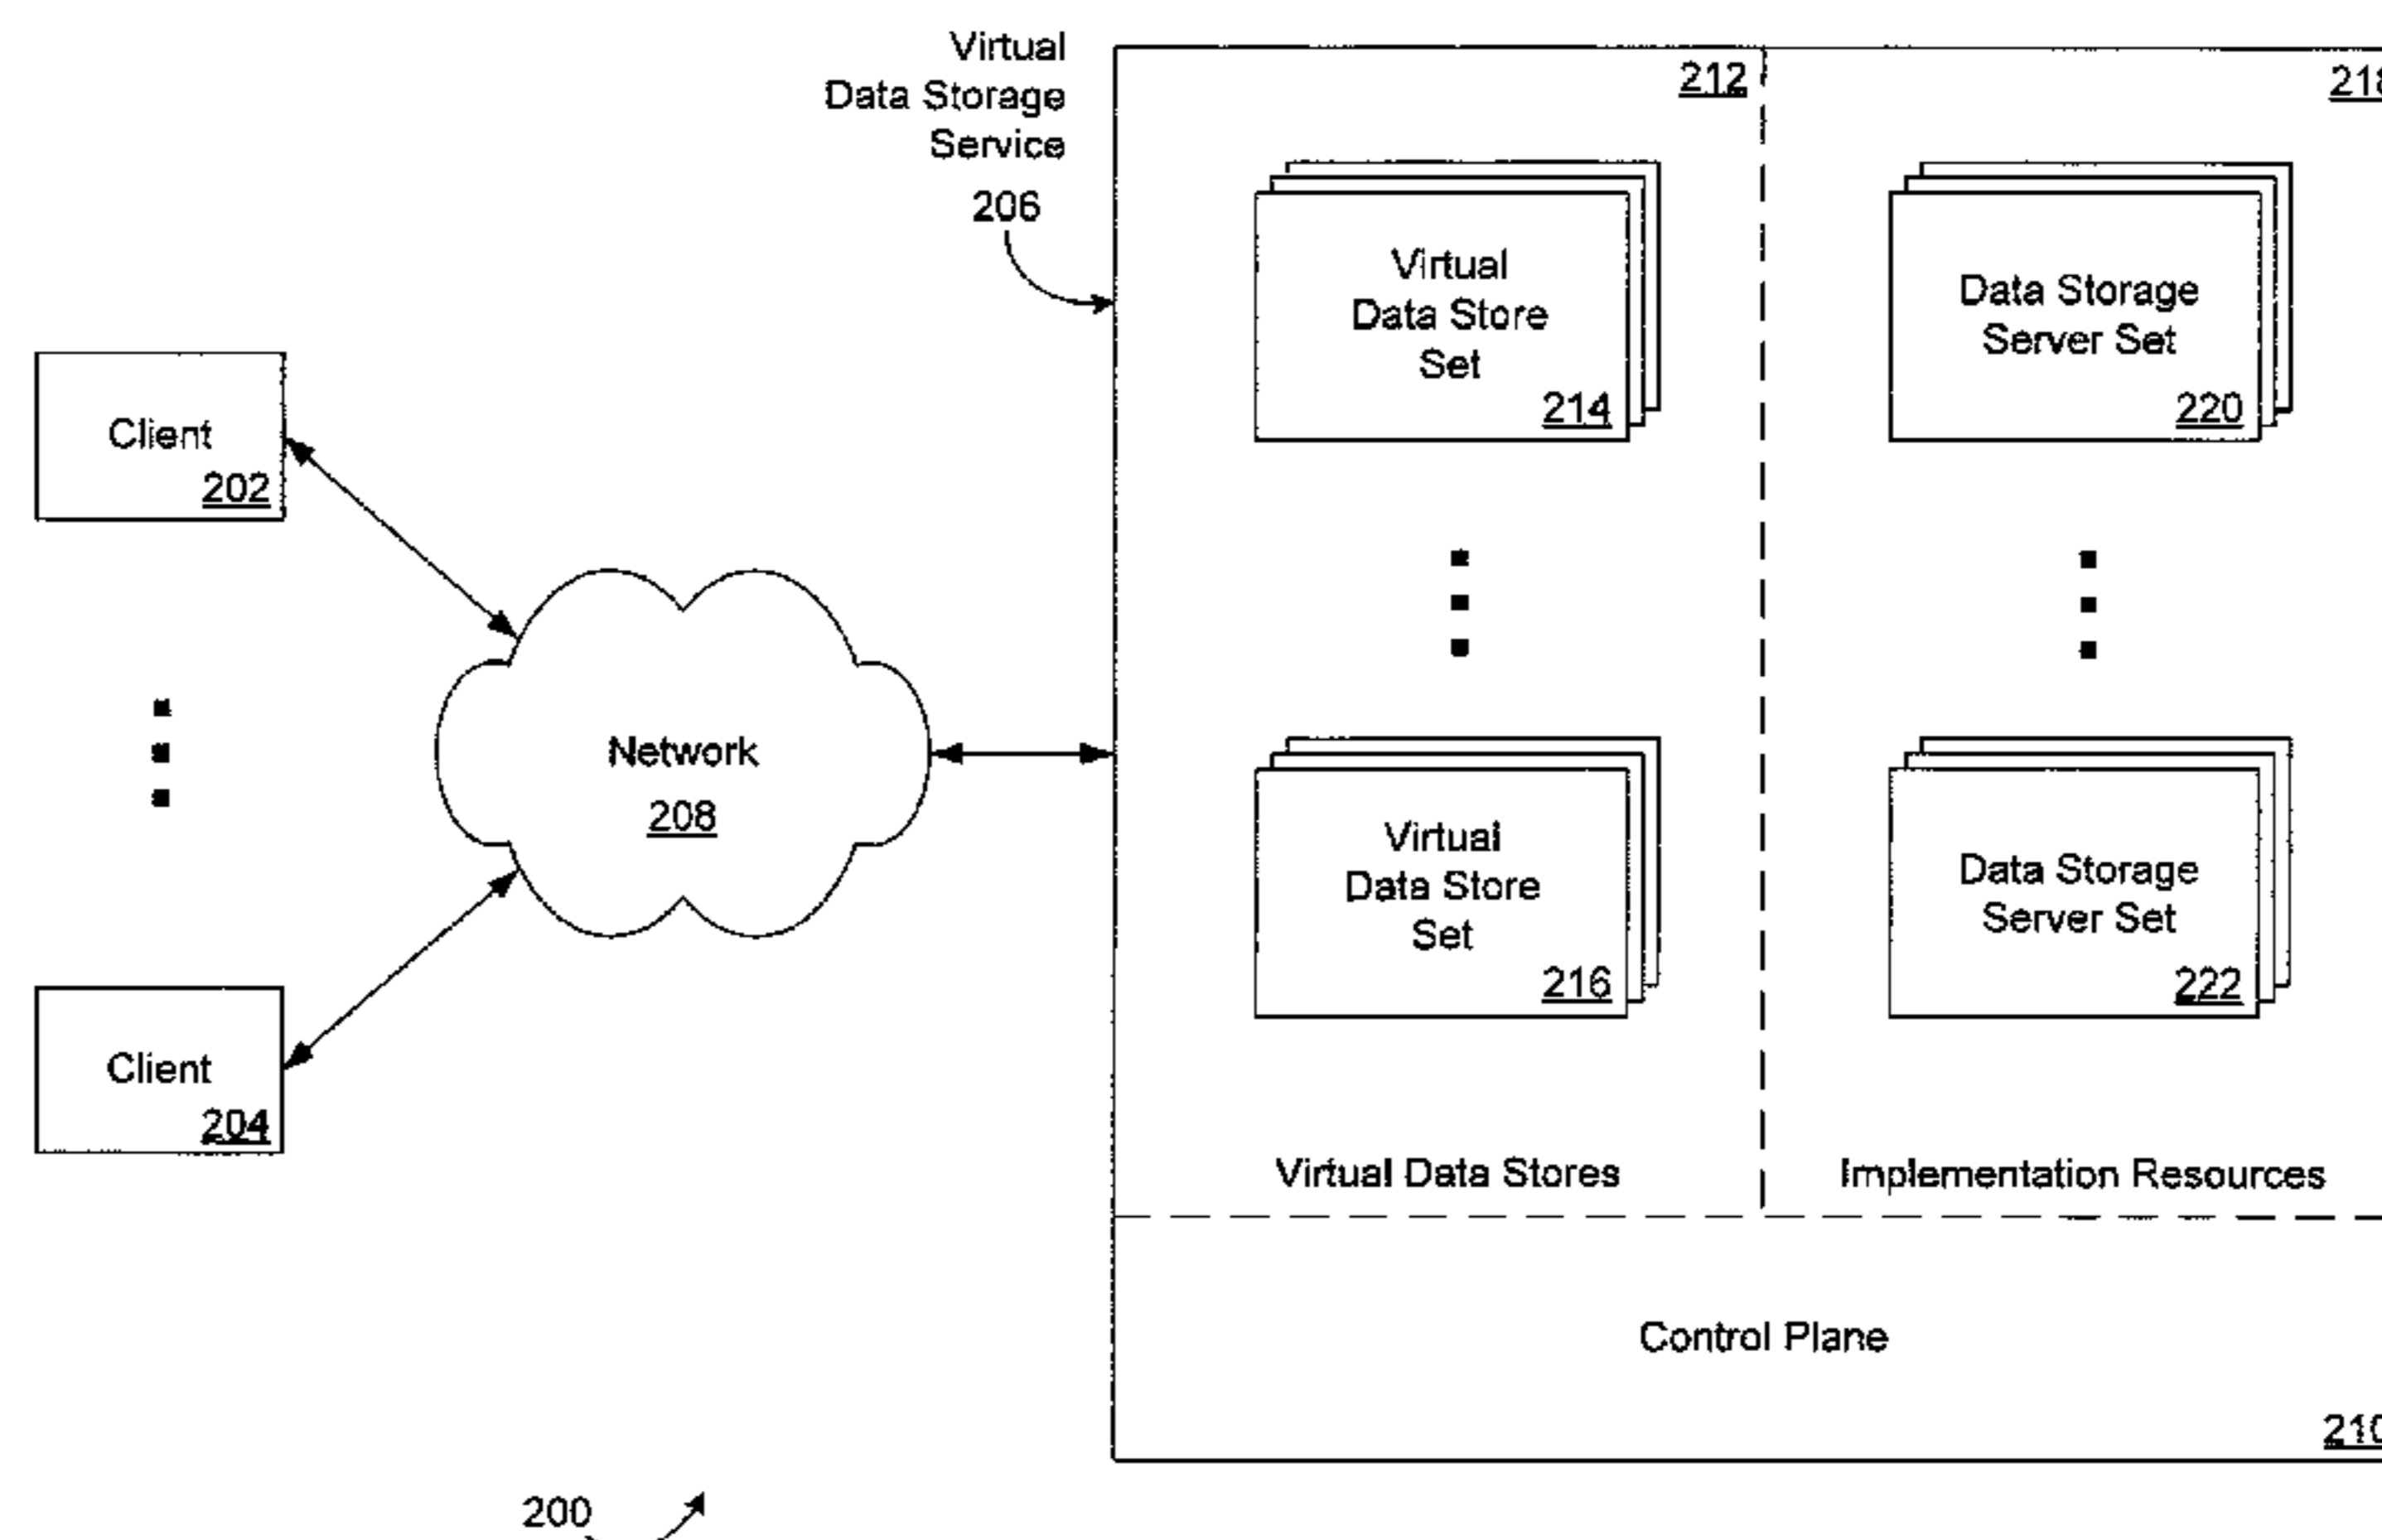 Virtual
Data Storage
Service
206
212
218
Virtual
Data Store
Set
214
Data Storage
Server Set
220
Client
202
Network
208
Virtual
Data Store
Set
216
Data Storage
Server Set
222
Client
204
Virtual Data Stores
Implementation Resources
Control Plane
210
200